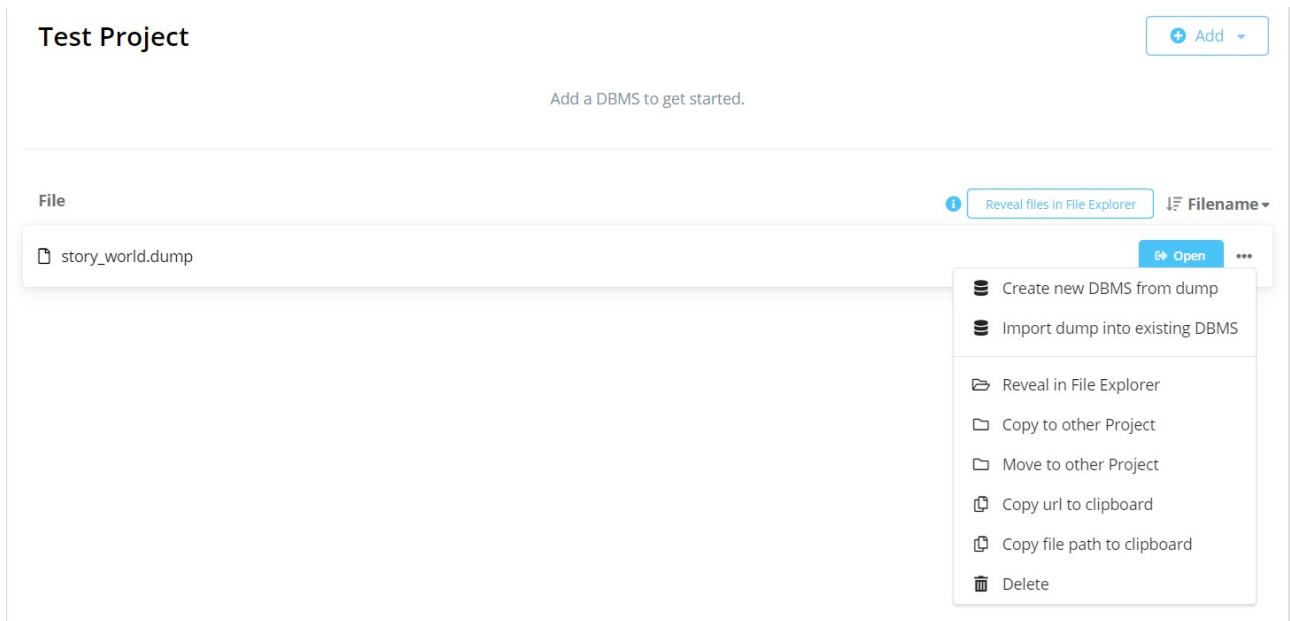 Test Project
Add
Add a DBMS to get started.
File
Reveal files in File Explorer
Filename
story_world.dump
Open
Create new DBMS from dump
Import dump into existing DBMS
Reveal in File Explorer
Copy to other Project
Move to other Project
Copy url to clipboard
Copy file path to clipboard
Delete